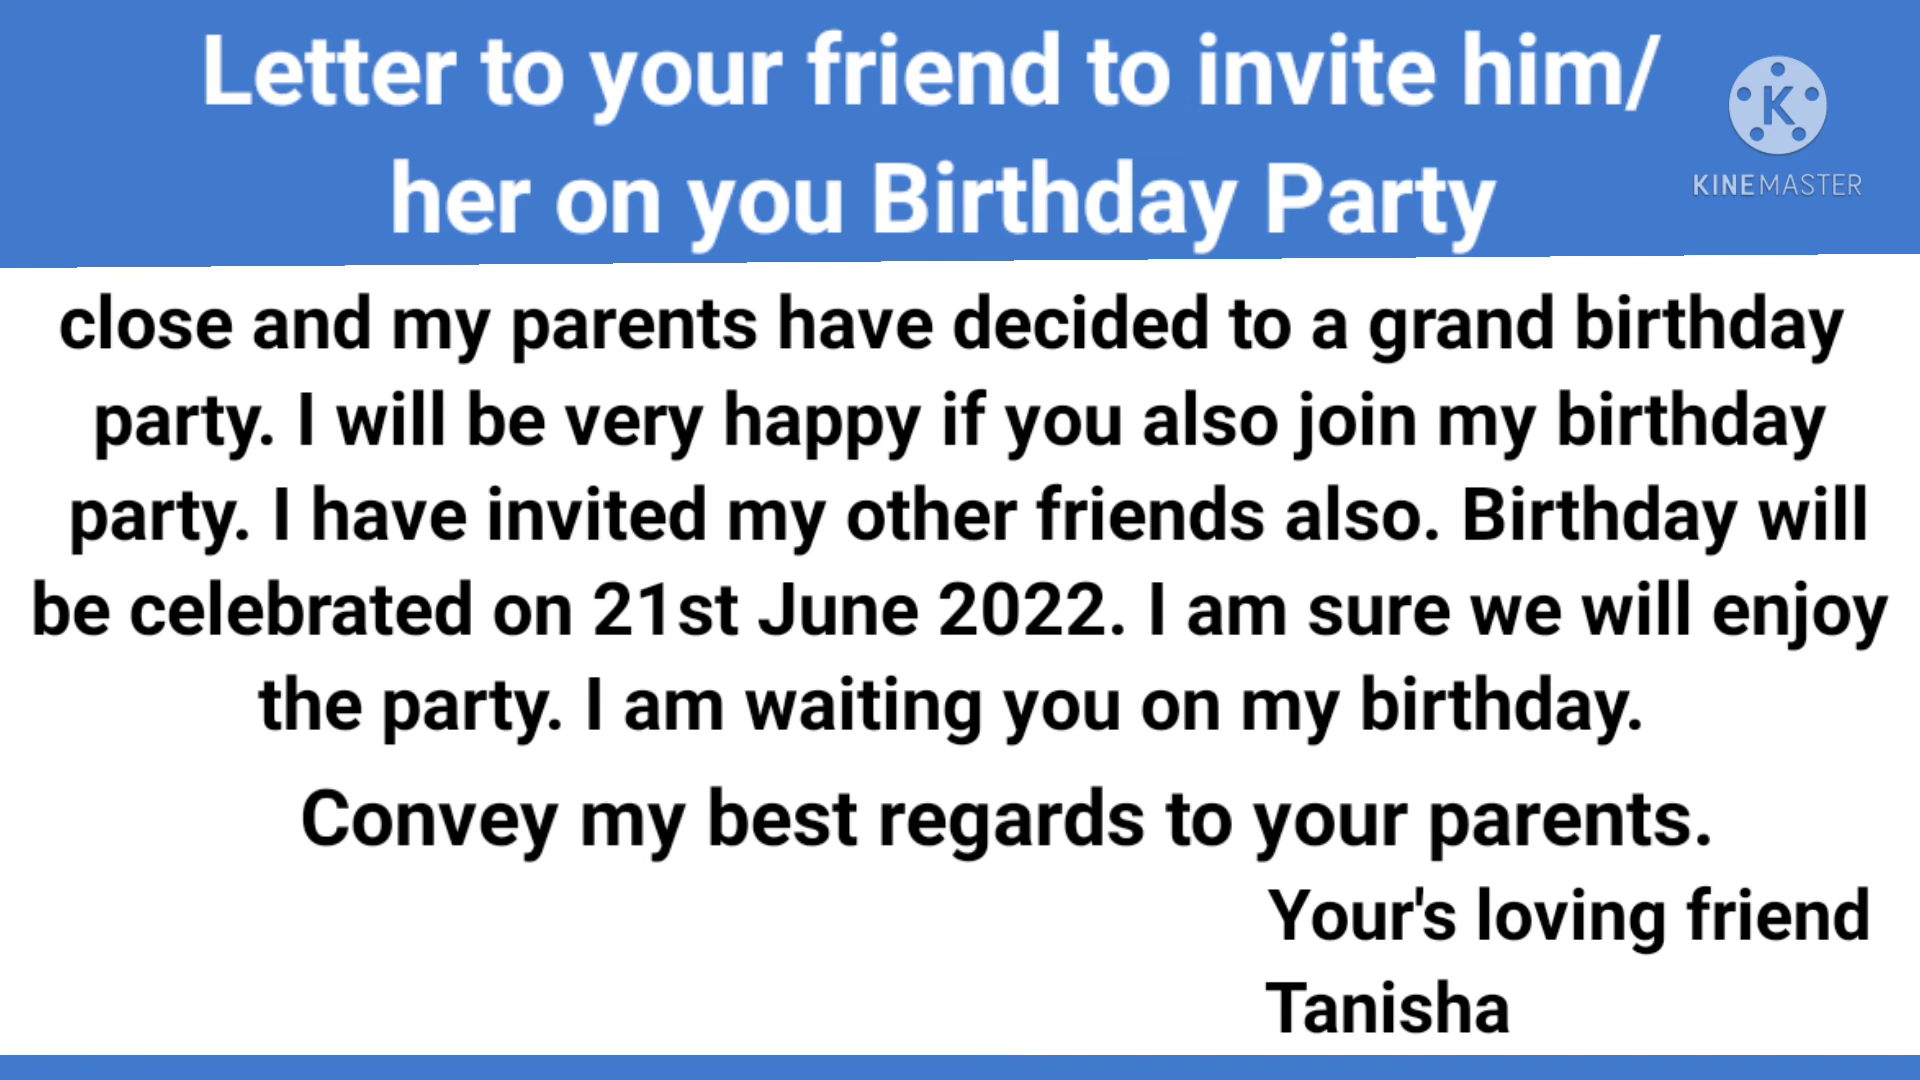 Letter to your friend to invite him/
her on you Birthday Party
K
KINEMASTER
close and my parents have decided to a grand birthday
party. I will be very happy if you also join my birthday
party. I have invited my other friends also. Birthday will
be celebrated on 21st June 2022. I am sure we will enjoy
the party. I am waiting you on my birthday.
Convey my best regards to your parents.
Your's loving friend
Tanisha